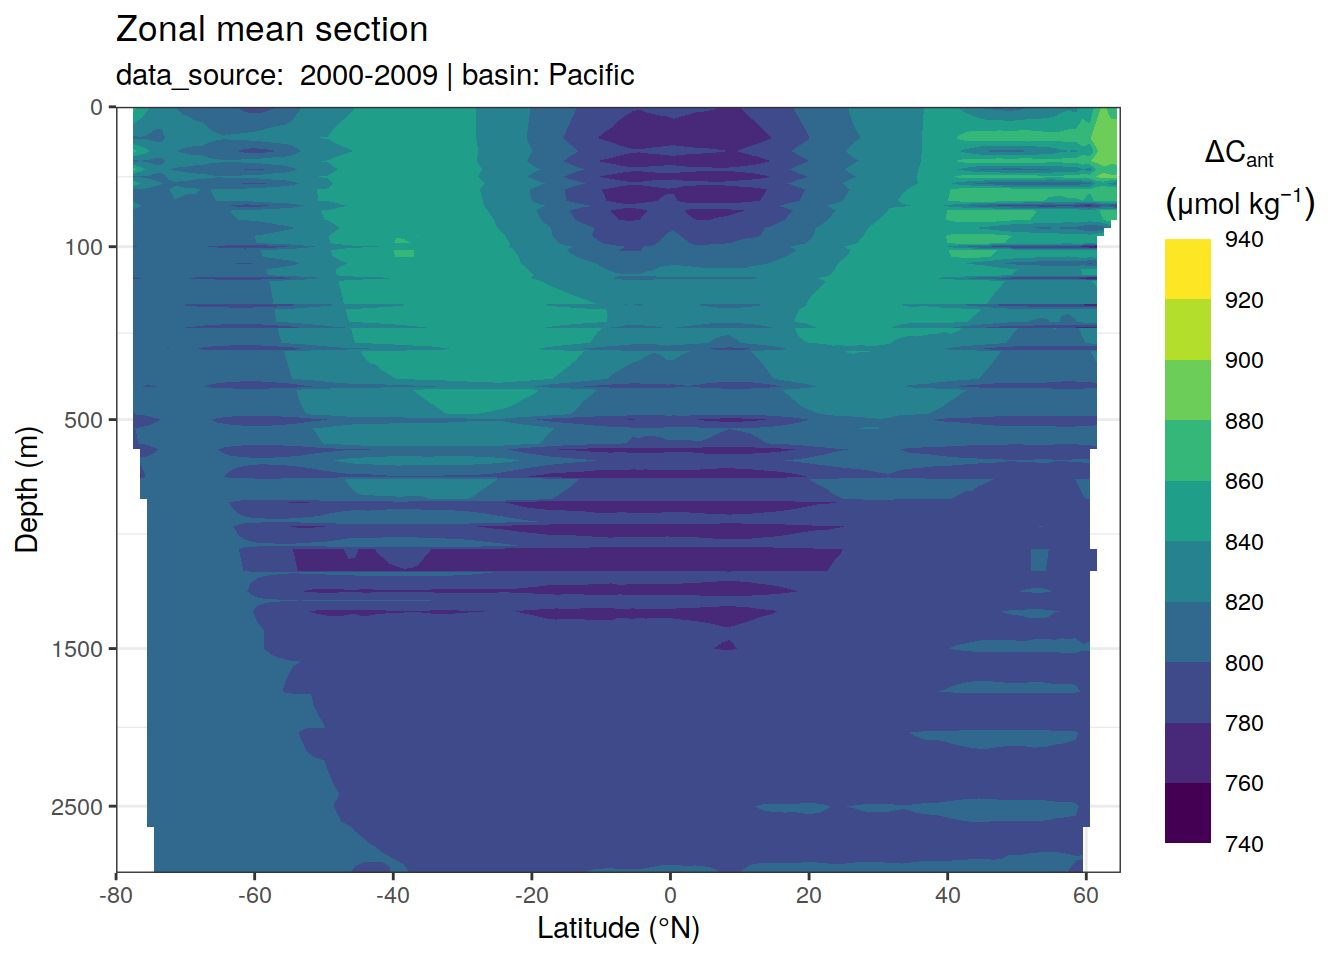 Zonal mean section
data_source:  2000-2009 | basin: Pacific
ΔCant
(μmol kg−1)
940
920
900
880
860
840
820
800
780
760
740
Depth (m)
0
100
500
1500
2500
-80 -60 -40 -20 0 20 40 60
Latitude (°N)